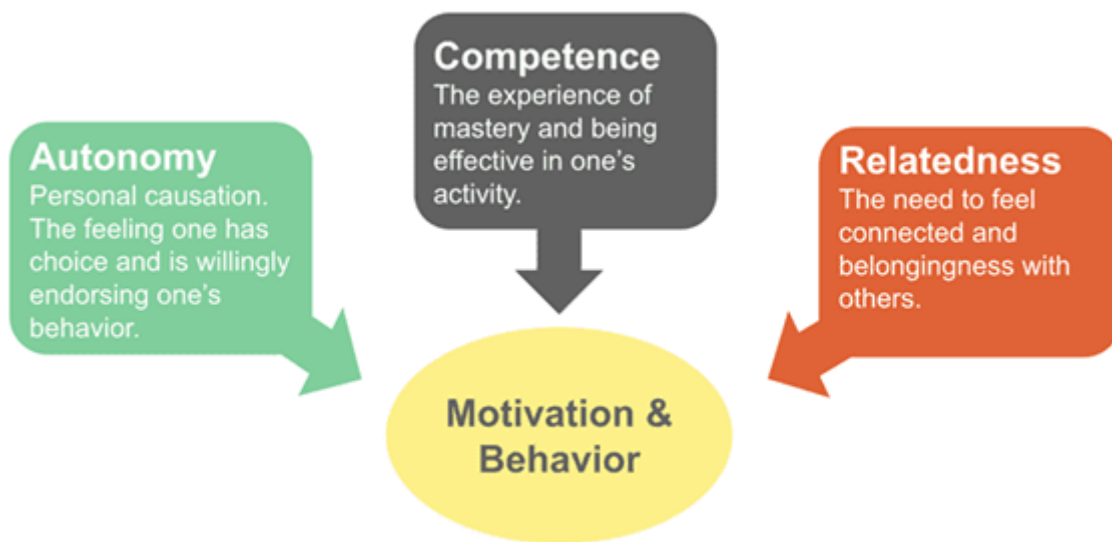 Autonomy
Personal causation.
The feeling one has
choice and is willingly
endorsing one's
behavior.
Competence
The experience of
mastery and being
effective in one's
activity.
Relatedness
The need to feel
connected and
belongingness with
others.
Motivation &
Behavior